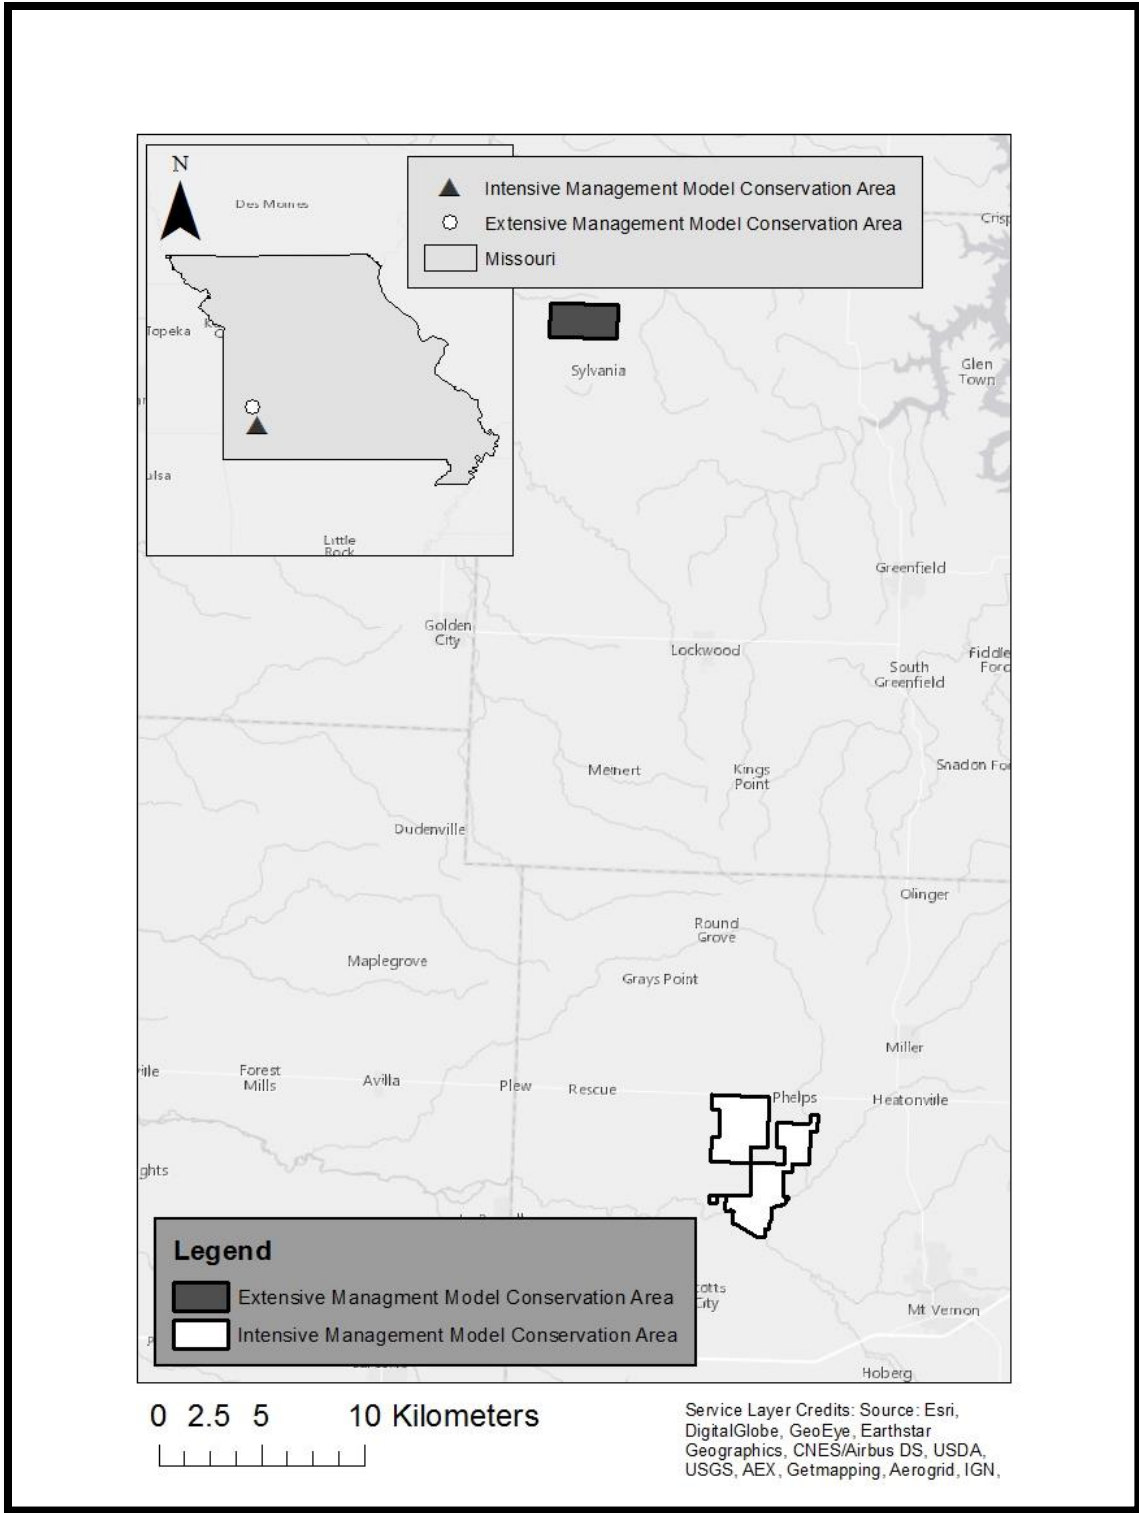 N
Des Moines
Topeka
Little
Rock
Intensive Management Model Conservation Area
Extensive Management Model Conservation Area
Missouri
Sylvania
Glen
Town
Greenfield
Golden
City
Lockwood
South
Greenfield
Meinert
Kings
Point
Dudenville
Olinger
Round
Grove
Maplegrove
Grays Point
Miller
Forest
Mills
Avilla
Plew
Rescue
Phelps
Heatonville
City
Mt Vernon
Hoberg
Legend
Extensive Managment Model Conservation Area
Intensive Management Model Conservation Area
0 2.5 5 10 Kilometers
Service Layer Credits: Source: Esri,
DigitalGlobe, GeoEye, Earthstar
Geographics, CNES/Airbus DS, USDA,
USGS, AEX, Getmapping, Aerogrid, IGN,